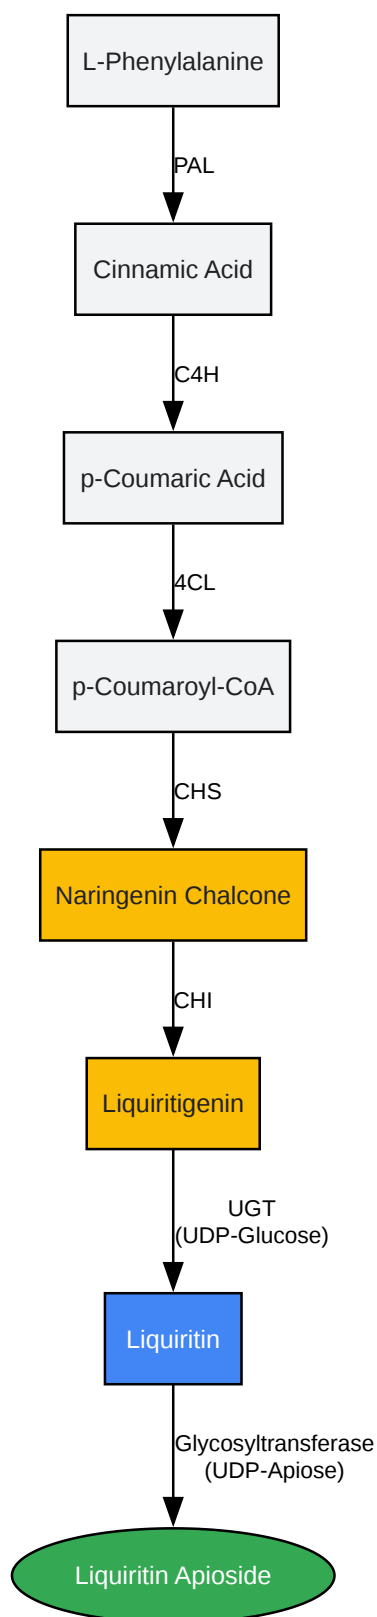 L-Phenylalanine
PAL
Cinnamic Acid
C4H
p-Coumaric Acid
4CL
p-Coumaroyl-CoA
CHS
Naringenin Chalcone
CHI
Liquiritigenin
UGT
(UDP-Glucose)
Liquiritin
Glycosyltransferase
(UDP-Apiose)
Liquiritin Apioside